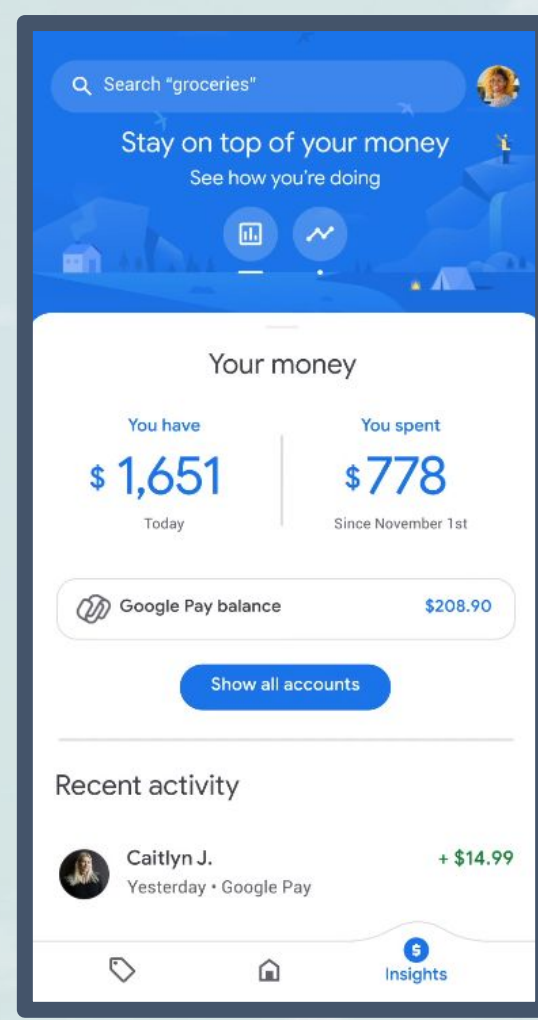 Search “groceries”
Stay on top of your money
See how you’re doing
Your money
You have
You spent
$ 1,651
$778
Today
Since November 1st
Google Pay balance
$208.90
Show all accounts
Recent activity
Caitlyn J.
+ $14.99
Yesterday • Google Pay
$
Insights